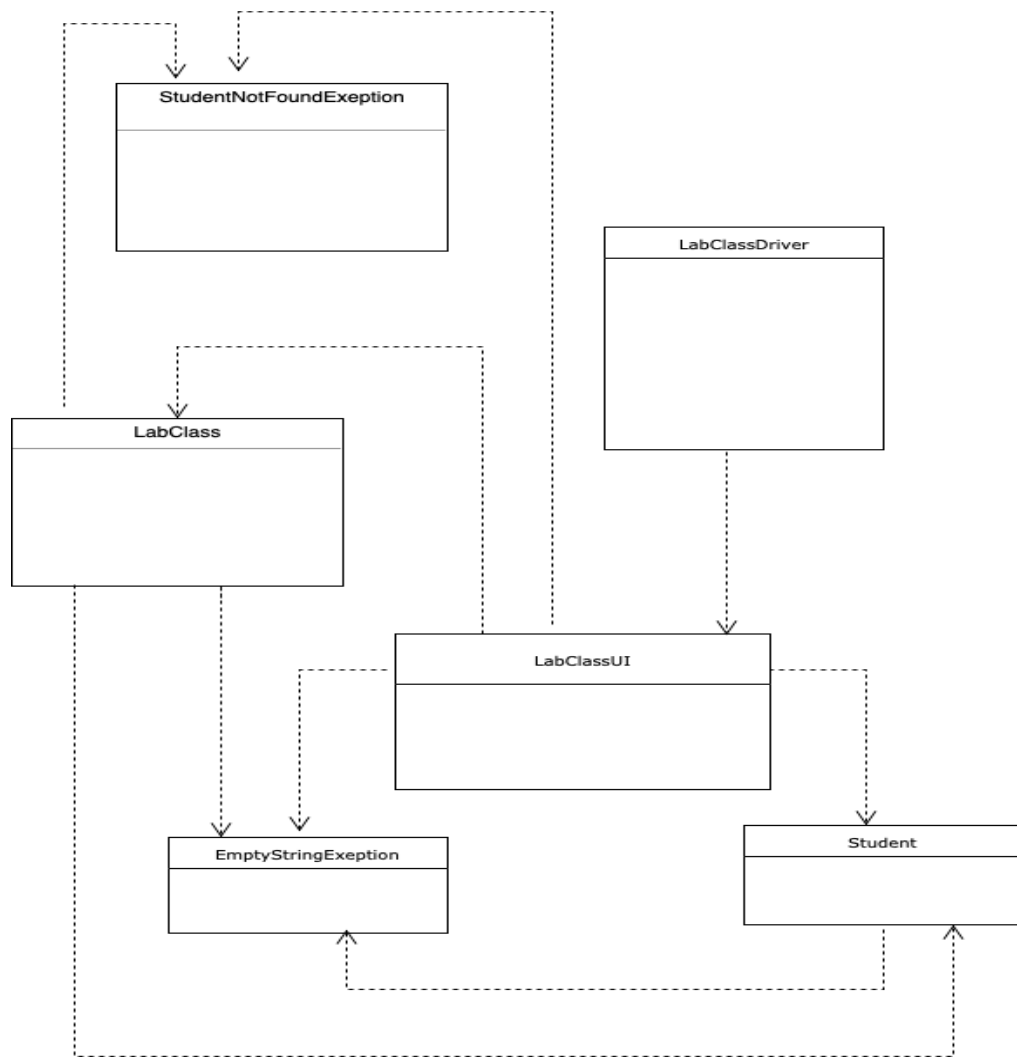 StudentNotFoundExeption
LabClassDriver
LabClass
LabClassUI
EmptyStringExeption
Student